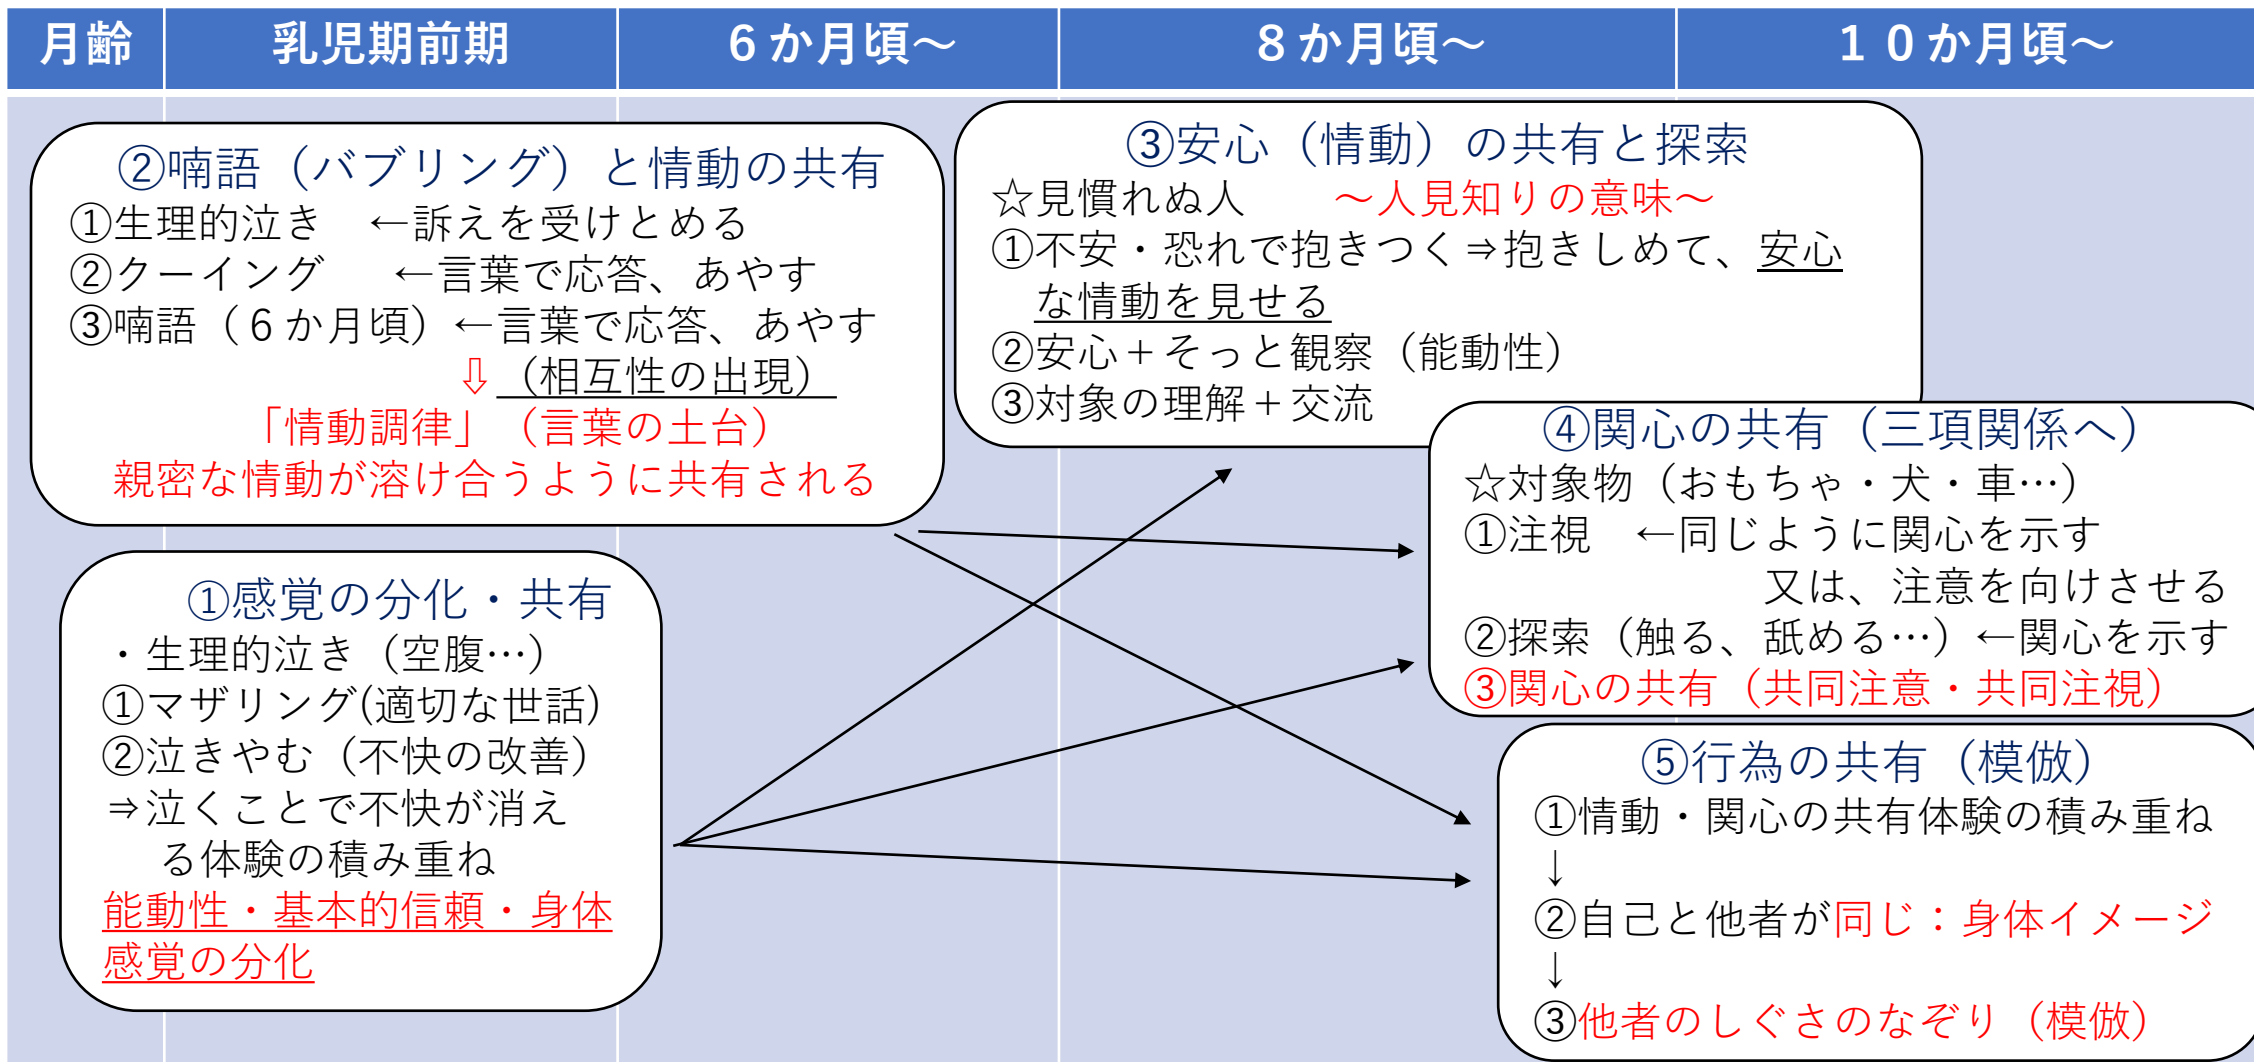 月齢
乳児期前期
６か月頃～
８か月頃～
１０か月頃～
②喃語（バブリング）と情動の共有
①生理的泣き　←訴えを受けとめる
②クーイング　←言葉で応答、あやす
③喃語（６か月頃）←言葉で応答、あやす
⇩（相互性の出現）
「情動調律」（言葉の土台）
親密な情動が溶け合うように共有される
①感覚の分化・共有
・生理的泣き（空腹…）
①マザリング(適切な世話)
②泣きやむ（不快の改善）
⇒泣くことで不快が消え
る体験の積み重ね
能動性・基本的信頼・身体
感覚の分化
③安心（情動）の共有と探索
☆見慣れぬ人　～人見知りの意味～
①不安・恐れで抱きつく⇒抱きしめて、安心
な情動を見せる
②安心＋そっと観察（能動性）
③対象の理解＋交流
④関心の共有（三項関係へ）
☆対象物（おもちゃ・犬・車…）
①注視　←同じように関心を示す
又は、注意を向けさせる
②探索（触る、舐める…）←関心を示す
③関心の共有（共同注意・共同注視）
⑤行為の共有（模倣）
①情動・関心の共有体験の積み重ね
↓
②自己と他者が同じ：身体イメージ
↓
③他者のしぐさのなぞり（模倣）